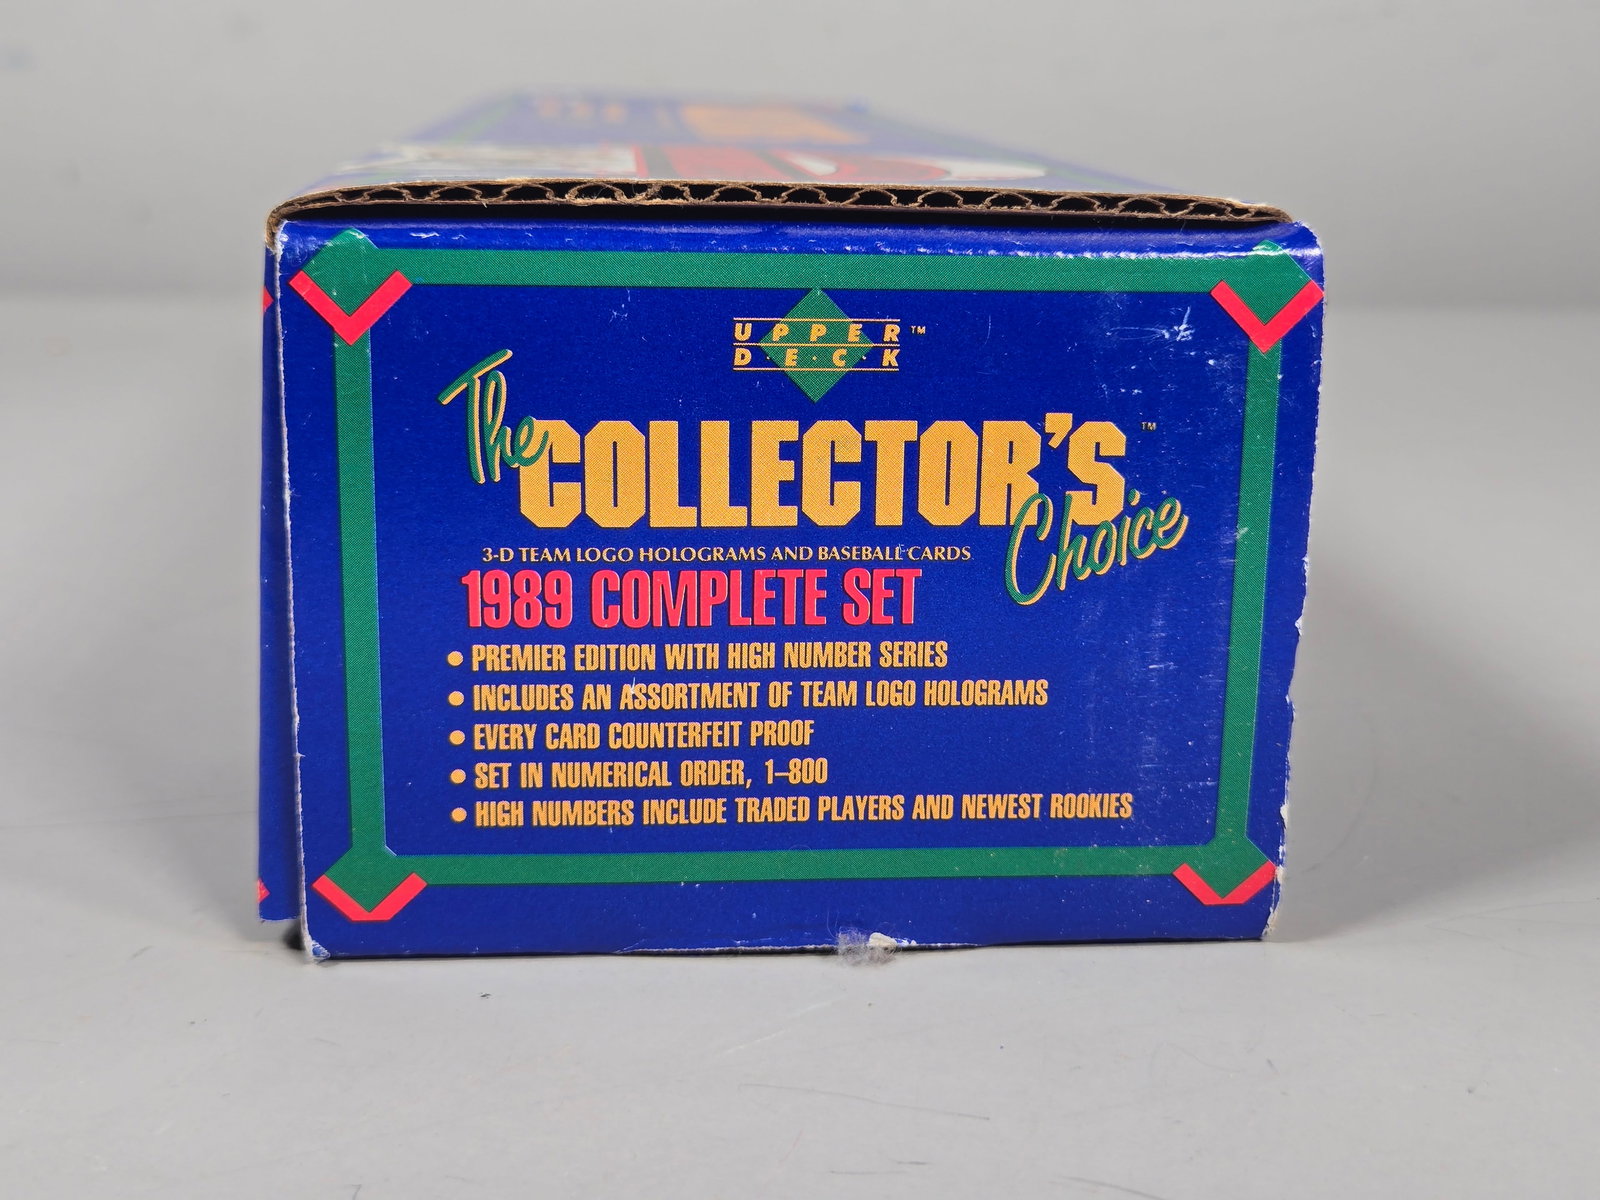 UPPER™
D·E·C·K
The COLLECTOR'S™
Choice
3-D TEAM LOGO HOLOGRAMS AND BASEBALL CARDS
1989 COMPLETE SET
• PREMIER EDITION WITH HIGH NUMBER SERIES
• INCLUDES AN ASSORTMENT OF TEAM LOGO HOLOGRAMS
• EVERY CARD COUNTERFEIT PROOF
• SET IN NUMERICAL ORDER, 1–800
• HIGH NUMBERS INCLUDE TRADED PLAYERS AND NEWEST ROOKIES